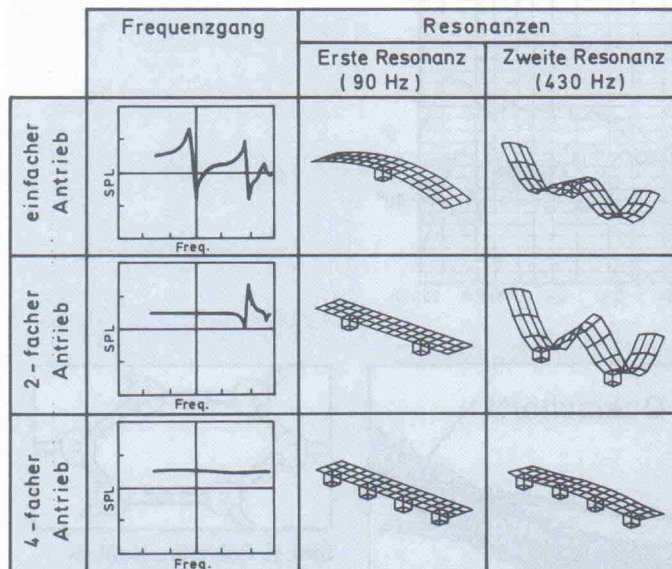 Frequenzgang
Resonanzen
Erste Resonanz
(90 Hz)
Zweite Resonanz
(430 Hz)
einfacher
Antrieb
SPL
Freq.
2-facher
Antrieb
SPL
Freq.
4-facher
Antrieb
SPL
Freq.